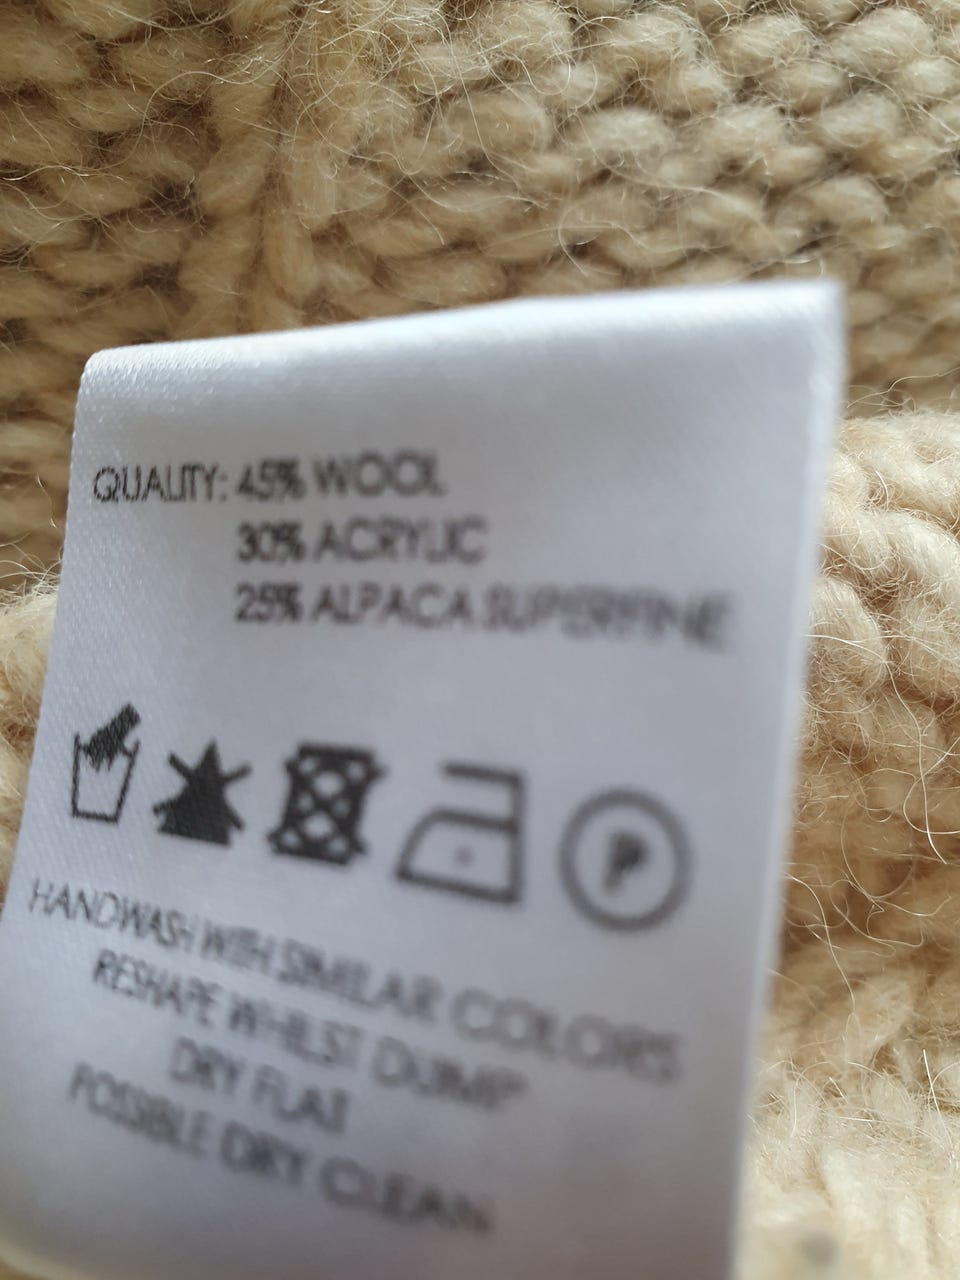 QUALITY: 45% WOOL
30% ACRYLIC
25% ALPACA SUPERFINE
P
HANDWASH WITH SIMILAR COLORS
RESHAPE WHILST DUMP
DRY FLAT
POSSIBLE DRY CLEAN